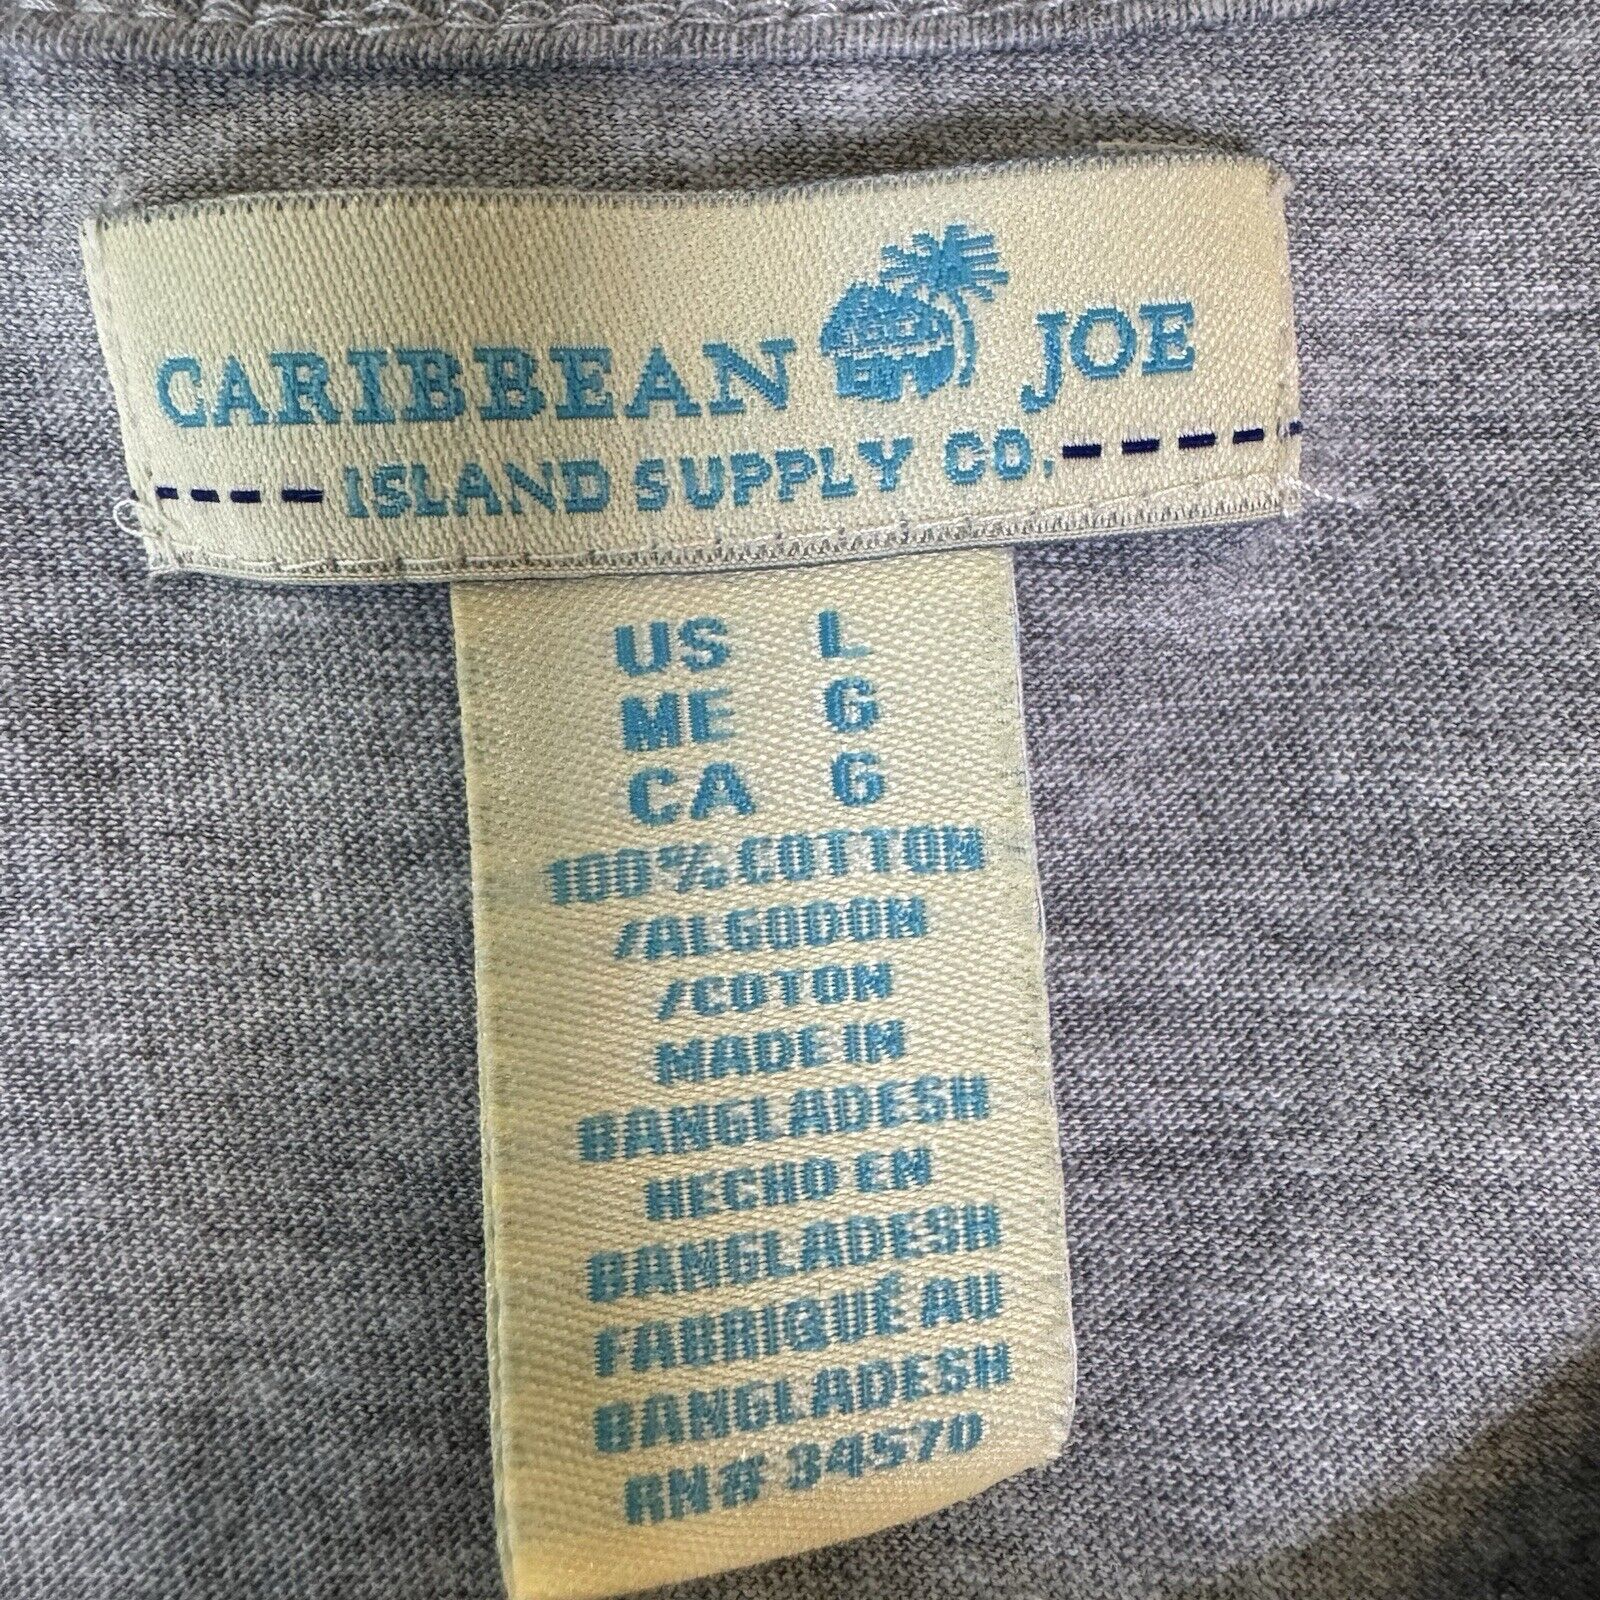 CARIBBEAN JOE
ISLAND SUPPLY CO.
US L
ME G
CA G
100% COTTON
/ALGODON
/COTON
MADE IN
BANGLADESH
HECHO EN
BANGLADESH
FABRIQUÉ AU
BANGLADESH
RN# 34570